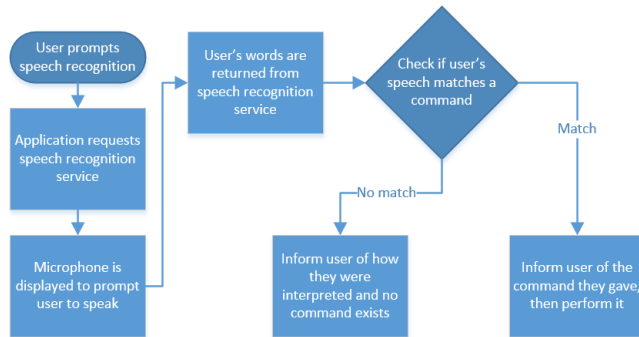 User prompts
speech recognition
Application requests
speech recognition
service
Microphone is
displayed to prompt
user to speak
User's words are
returned from
speech recognition
service
Check if user's
speech matches a
command
No match
Match
Inform user of how
they were
interpreted and no
command exists
Inform user of the
command they gave,
then perform it